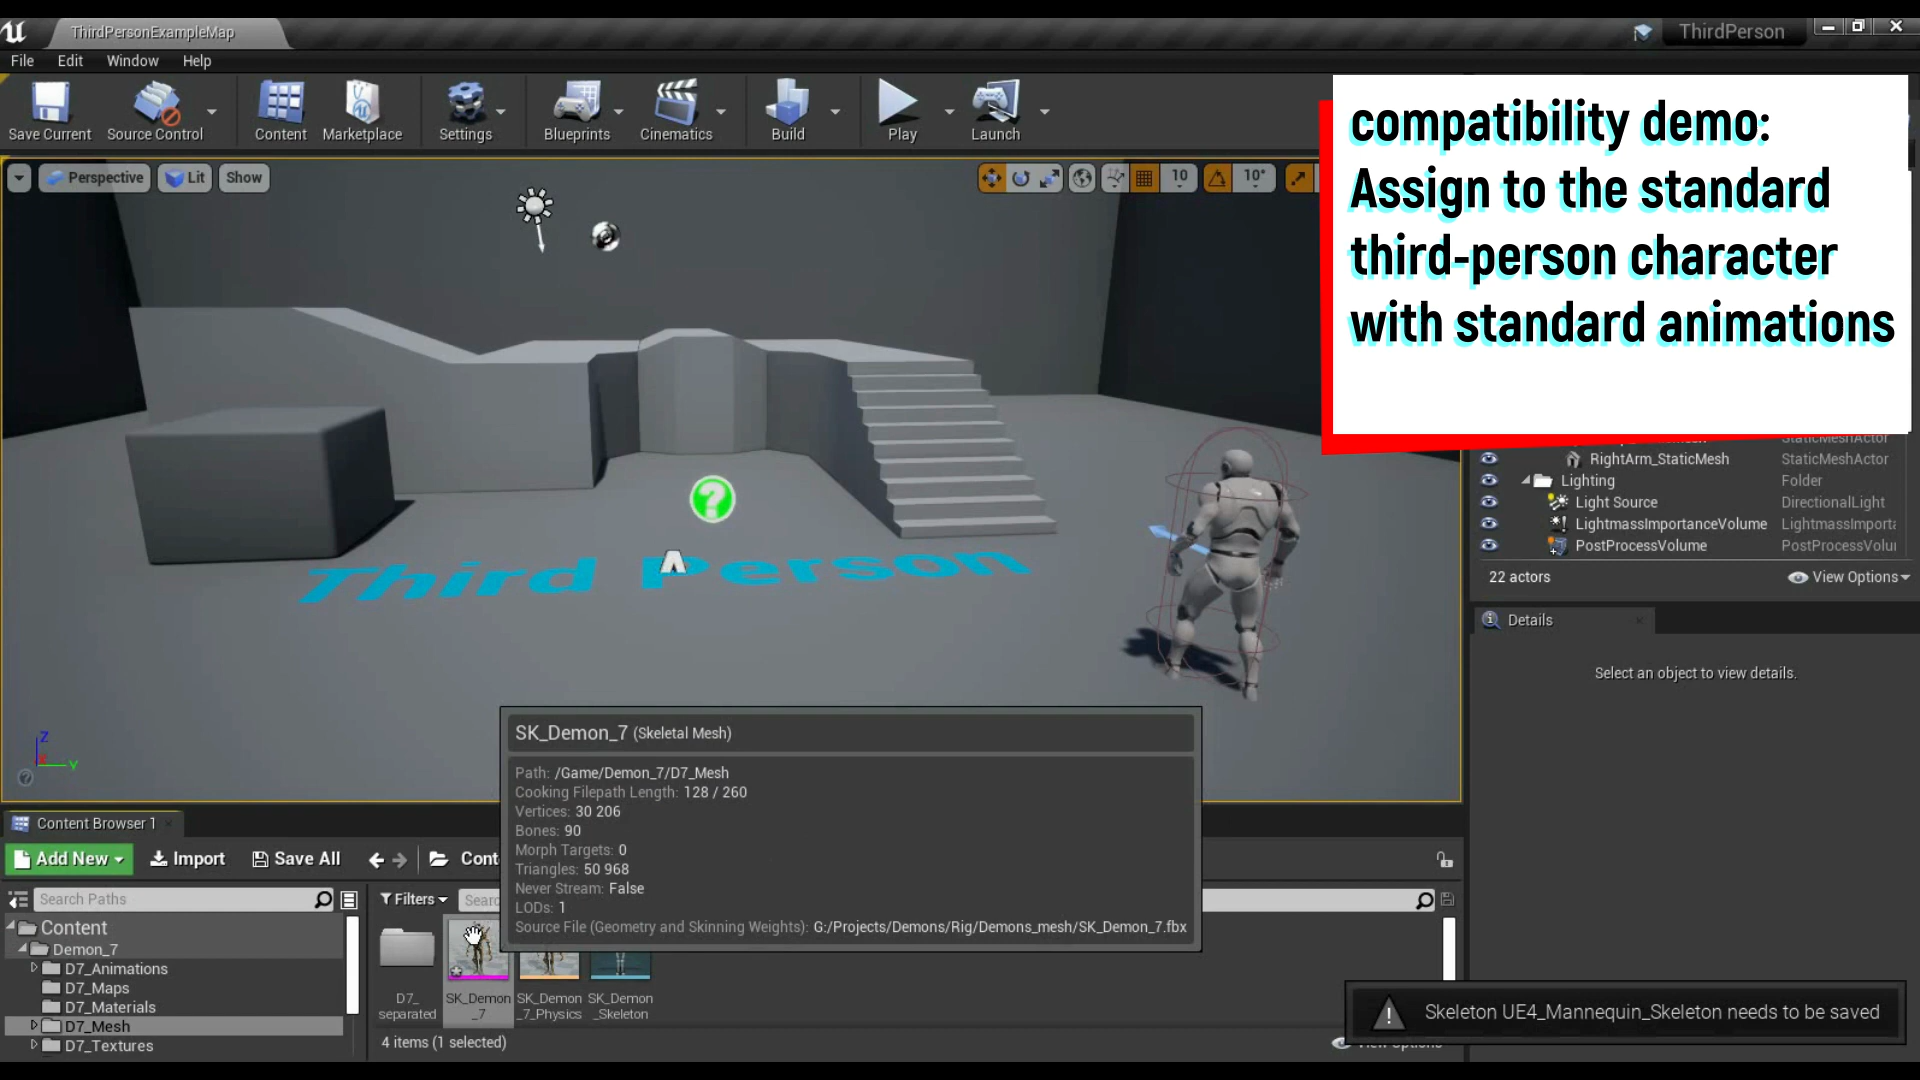 ThirdPersonExampleMap
ThirdPerson
File Edit Window Help
Save Current Source Control Content Marketplace Settings Blueprints Cinematics Build Play Launch
compatibility demo:
Assign to the standard
third-person character
with standard animations
Perspective Lit Show 10 10°
Third Person
RightArm_StaticMesh StaticMeshActor
Lighting Folder
Light Source DirectionalLight
LightmassImportanceVolume LightmassImporta
PostProcessVolume PostProcessVolu
22 actors View Options
Details
Select an object to view details.
SK_Demon_7 (Skeletal Mesh)
Path: /Game/Demon_7/D7_Mesh
Cooking Filepath Length: 128 / 260
Vertices: 30 206
Bones: 90
Morph Targets: 0
Triangles: 50 968
Never Stream: False
LODs: 1
Source File (Geometry and Skinning Weights): G:/Projects/Demons/Rig/Demons_mesh/SK_Demon_7.fbx
Z
Y
Content Browser 1
Add New Import Save All Cont
Search Paths
Filters Sear
Content
Demon_7
D7_Animations
D7_Maps
D7_Materials
D7_Mesh
D7_Textures
D7_
separated
SK_Demon
_7
SK_Demon
_7_Physics
SK_Demon
_Skeleton
4 items (1 selected)
Skeleton UE4_Mannequin_Skeleton needs to be saved